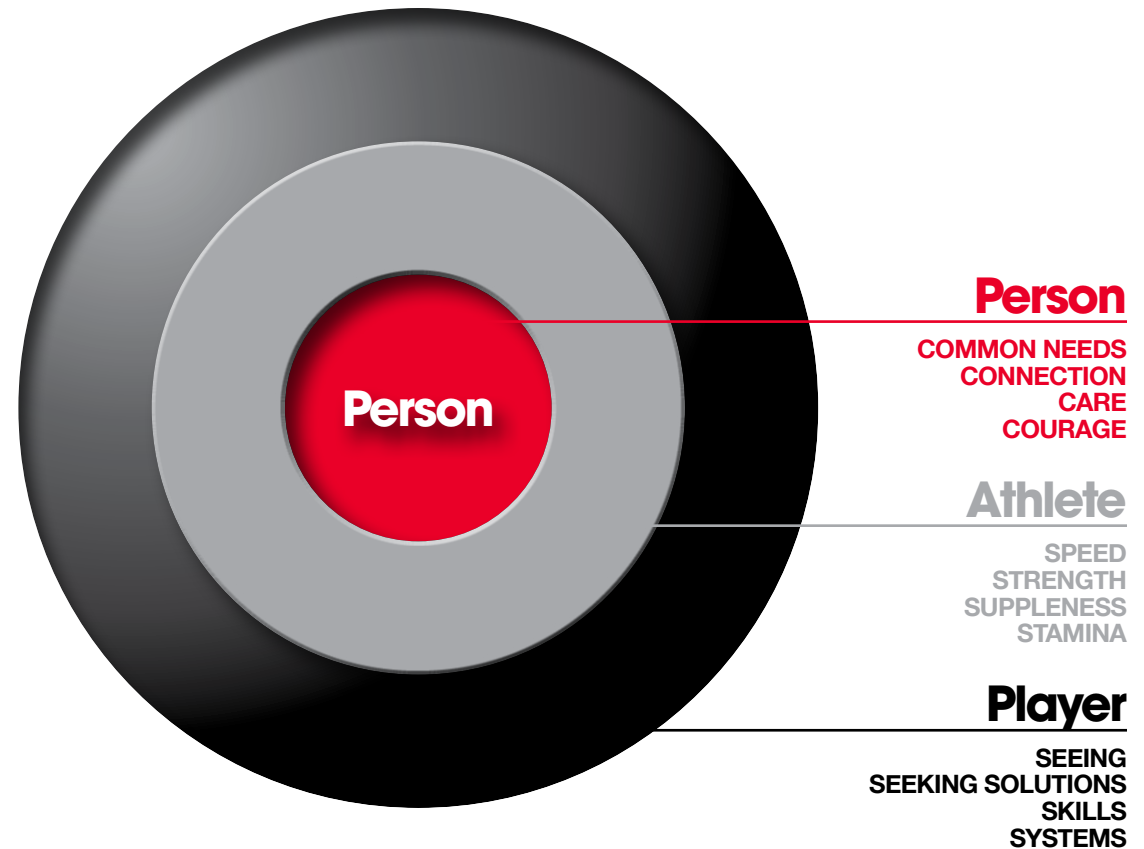 Person
Person
COMMON NEEDS
CONNECTION
CARE
COURAGE
Athlete
SPEED
STRENGTH
SUPPLENESS
STAMINA
Player
SEEING
SEEKING SOLUTIONS
SKILLS
SYSTEMS